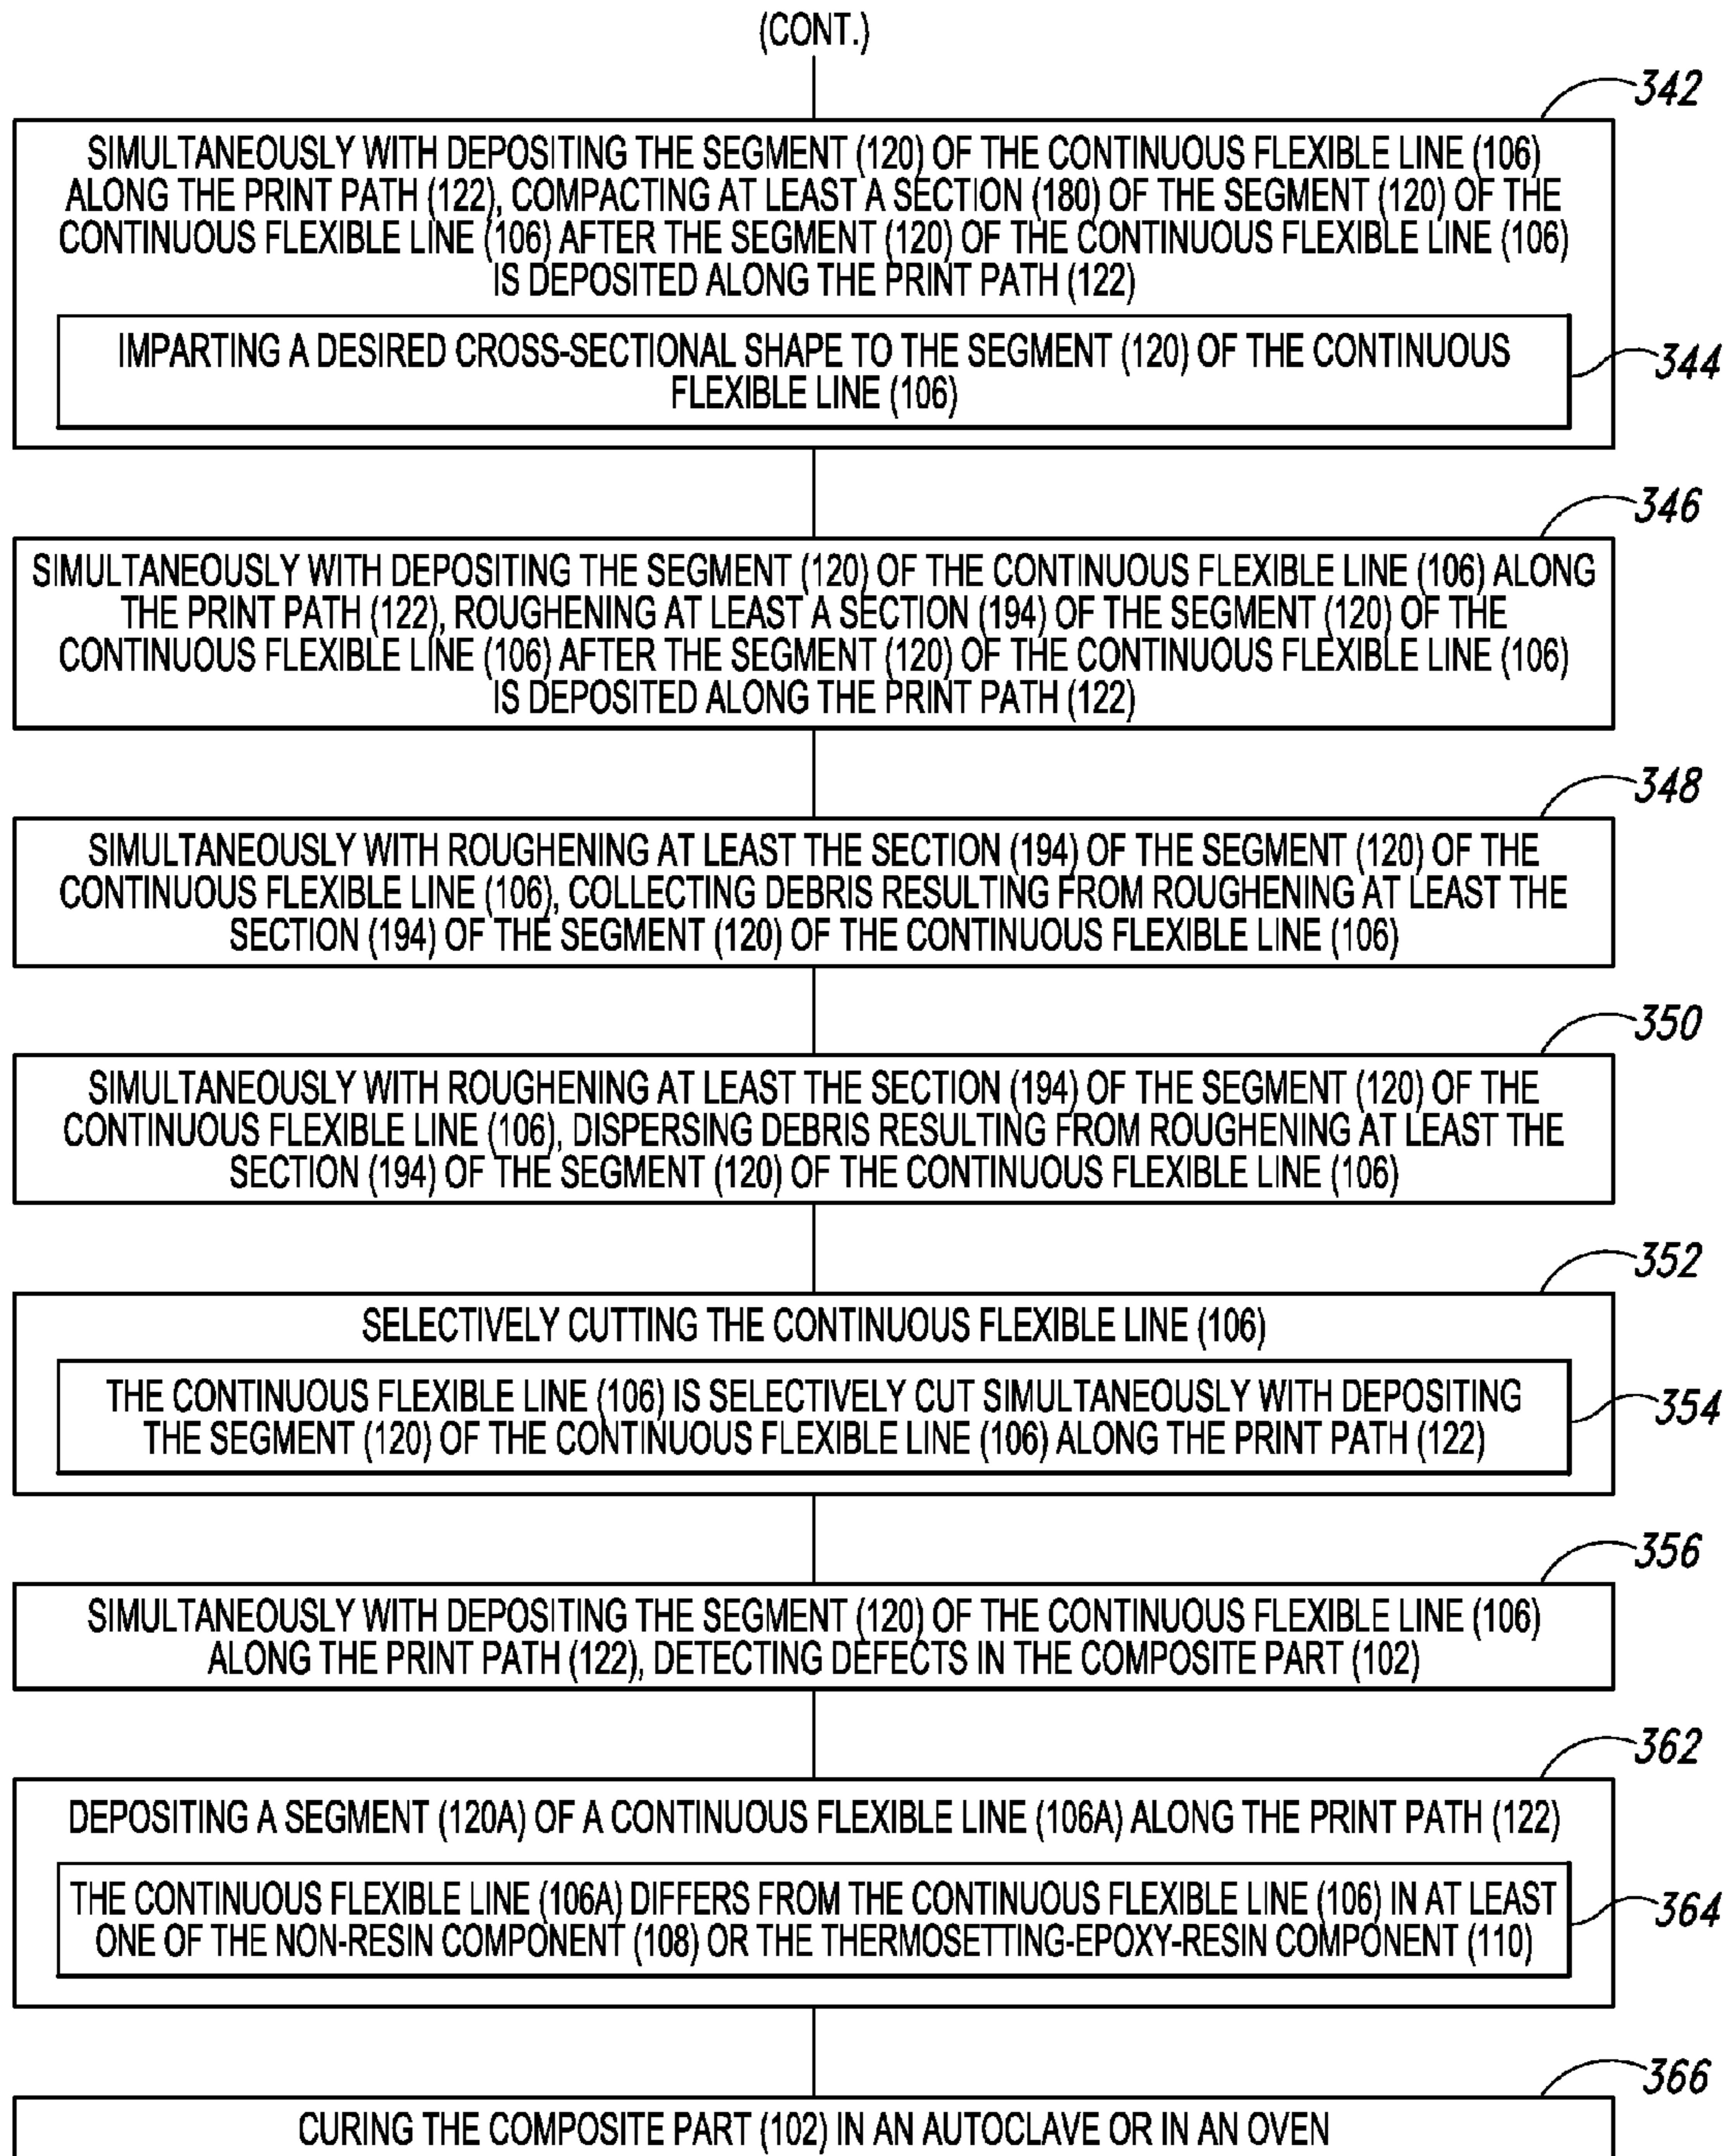 (CONT.)
342
SIMULTANEOUSLY WITH DEPOSITING THE SEGMENT (120) OF THE CONTINUOUS FLEXIBLE LINE (106)
ALONG THE PRINT PATH (122), COMPACTING AT LEAST A SECTION (180) OF THE SEGMENT (120) OF THE
CONTINUOUS FLEXIBLE LINE (106) AFTER THE SEGMENT (120) OF THE CONTINUOUS FLEXIBLE LINE (106)
IS DEPOSITED ALONG THE PRINT PATH (122)
IMPARTING A DESIRED CROSS-SECTIONAL SHAPE TO THE SEGMENT (120) OF THE CONTINUOUS
FLEXIBLE LINE (106)
344
346
SIMULTANEOUSLY WITH DEPOSITING THE SEGMENT (120) OF THE CONTINUOUS FLEXIBLE LINE (106) ALONG
THE PRINT PATH (122), ROUGHENING AT LEAST A SECTION (194) OF THE SEGMENT (120) OF THE
CONTINUOUS FLEXIBLE LINE (106) AFTER THE SEGMENT (120) OF THE CONTINUOUS FLEXIBLE LINE (106)
IS DEPOSITED ALONG THE PRINT PATH (122)
348
SIMULTANEOUSLY WITH ROUGHENING AT LEAST THE SECTION (194) OF THE SEGMENT (120) OF THE
CONTINUOUS FLEXIBLE LINE (106), COLLECTING DEBRIS RESULTING FROM ROUGHENING AT LEAST THE
SECTION (194) OF THE SEGMENT (120) OF THE CONTINUOUS FLEXIBLE LINE (106)
350
SIMULTANEOUSLY WITH ROUGHENING AT LEAST THE SECTION (194) OF THE SEGMENT (120) OF THE
CONTINUOUS FLEXIBLE LINE (106), DISPERSING DEBRIS RESULTING FROM ROUGHENING AT LEAST THE
SECTION (194) OF THE SEGMENT (120) OF THE CONTINUOUS FLEXIBLE LINE (106)
352
SELECTIVELY CUTTING THE CONTINUOUS FLEXIBLE LINE (106)
THE CONTINUOUS FLEXIBLE LINE (106) IS SELECTIVELY CUT SIMULTANEOUSLY WITH DEPOSITING
THE SEGMENT (120) OF THE CONTINUOUS FLEXIBLE LINE (106) ALONG THE PRINT PATH (122)
354
356
SIMULTANEOUSLY WITH DEPOSITING THE SEGMENT (120) OF THE CONTINUOUS FLEXIBLE LINE (106)
ALONG THE PRINT PATH (122), DETECTING DEFECTS IN THE COMPOSITE PART (102)
362
DEPOSITING A SEGMENT (120A) OF A CONTINUOUS FLEXIBLE LINE (106A) ALONG THE PRINT PATH (122)
THE CONTINUOUS FLEXIBLE LINE (106A) DIFFERS FROM THE CONTINUOUS FLEXIBLE LINE (106) IN AT LEAST
ONE OF THE NON-RESIN COMPONENT (108) OR THE THERMOSETTING-EPOXY-RESIN COMPONENT (110)
364
366
CURING THE COMPOSITE PART (102) IN AN AUTOCLAVE OR IN AN OVEN